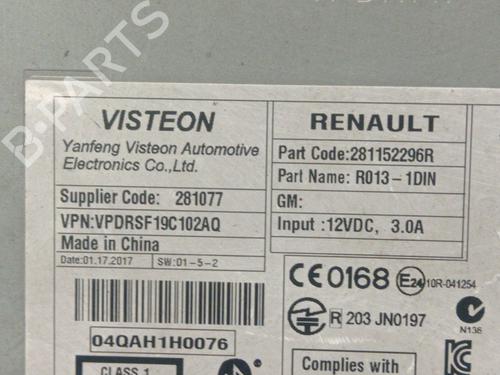 B-PARTS
VISTEON
Yanfeng Visteon Automotive
Electronics Co.,Ltd.
Supplier Code: 281077
VPN:VPDRSF19C102AQ
Made in China
Date:01.17.2017
SW:01-5-2
04QAH1H0076
CLASS 1
RENAULT
Part Code:281152296R
Part Name: R013-1DIN
GM:
Input :12VDC, 3.0A
CE0168 E24 10R-041254
R 203 JN0197
N136
Complies with